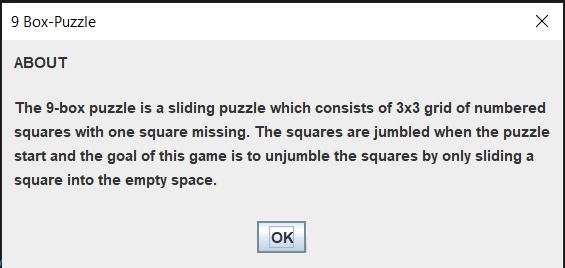 9 Box-Puzzle
ABOUT
The 9-box puzzle is a sliding puzzle which consists of 3x3 grid of numbered
squares with one square missing. The squares are jumbled when the puzzle
start and the goal of this game is to unjumble the squares by only sliding a
square into the empty space.
OK